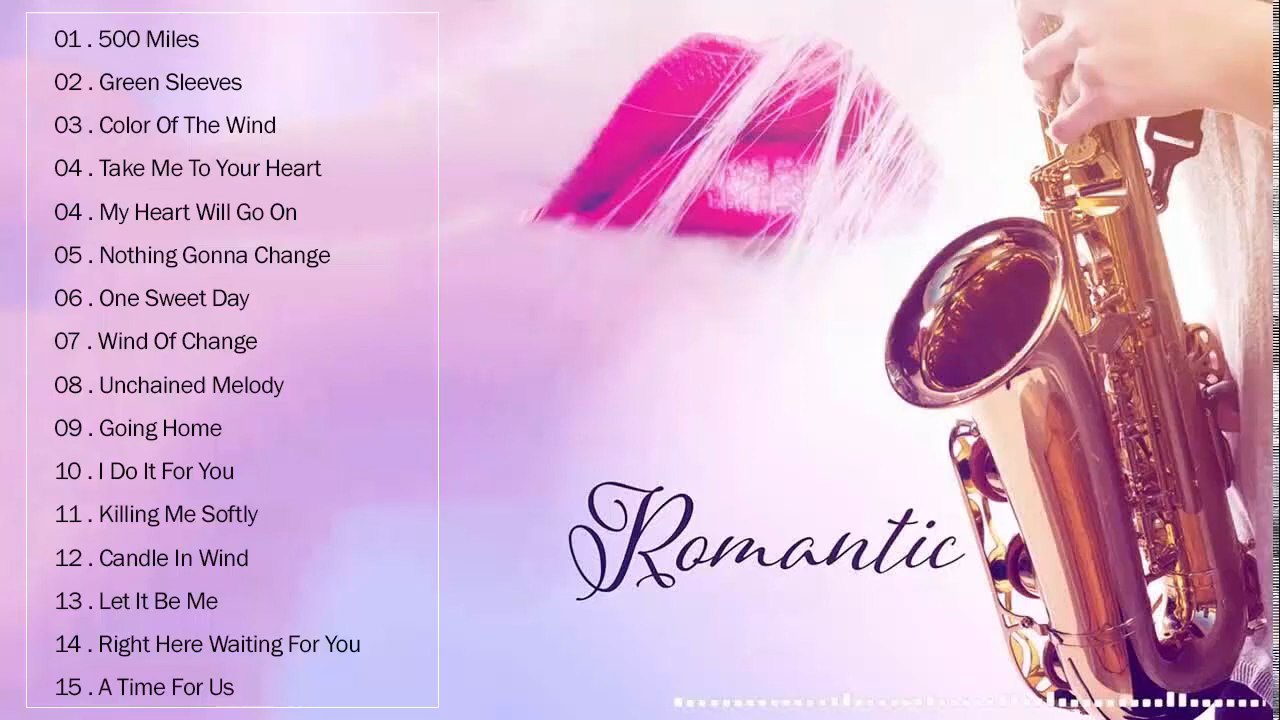 01 . 500 Miles
02 . Green Sleeves
03 . Color Of The Wind
04 . Take Me To Your Heart
04 . My Heart Will Go On
05 . Nothing Gonna Change
06 . One Sweet Day
07 . Wind Of Change
08 . Unchained Melody
09 . Going Home
10 . I Do It For You
11 . Killing Me Softly
12 . Candle In Wind
13 . Let It Be Me
14 . Right Here Waiting For You
15 . A Time For Us
Romantic